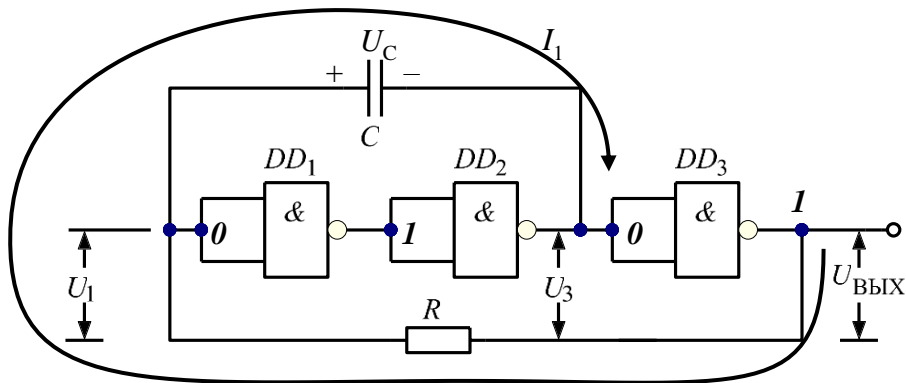 U_C
I_1
+ −
C
DD_1 DD_2 DD_3
& & &
0 1 0 1
U_1 U_3 U_ВЫХ
R